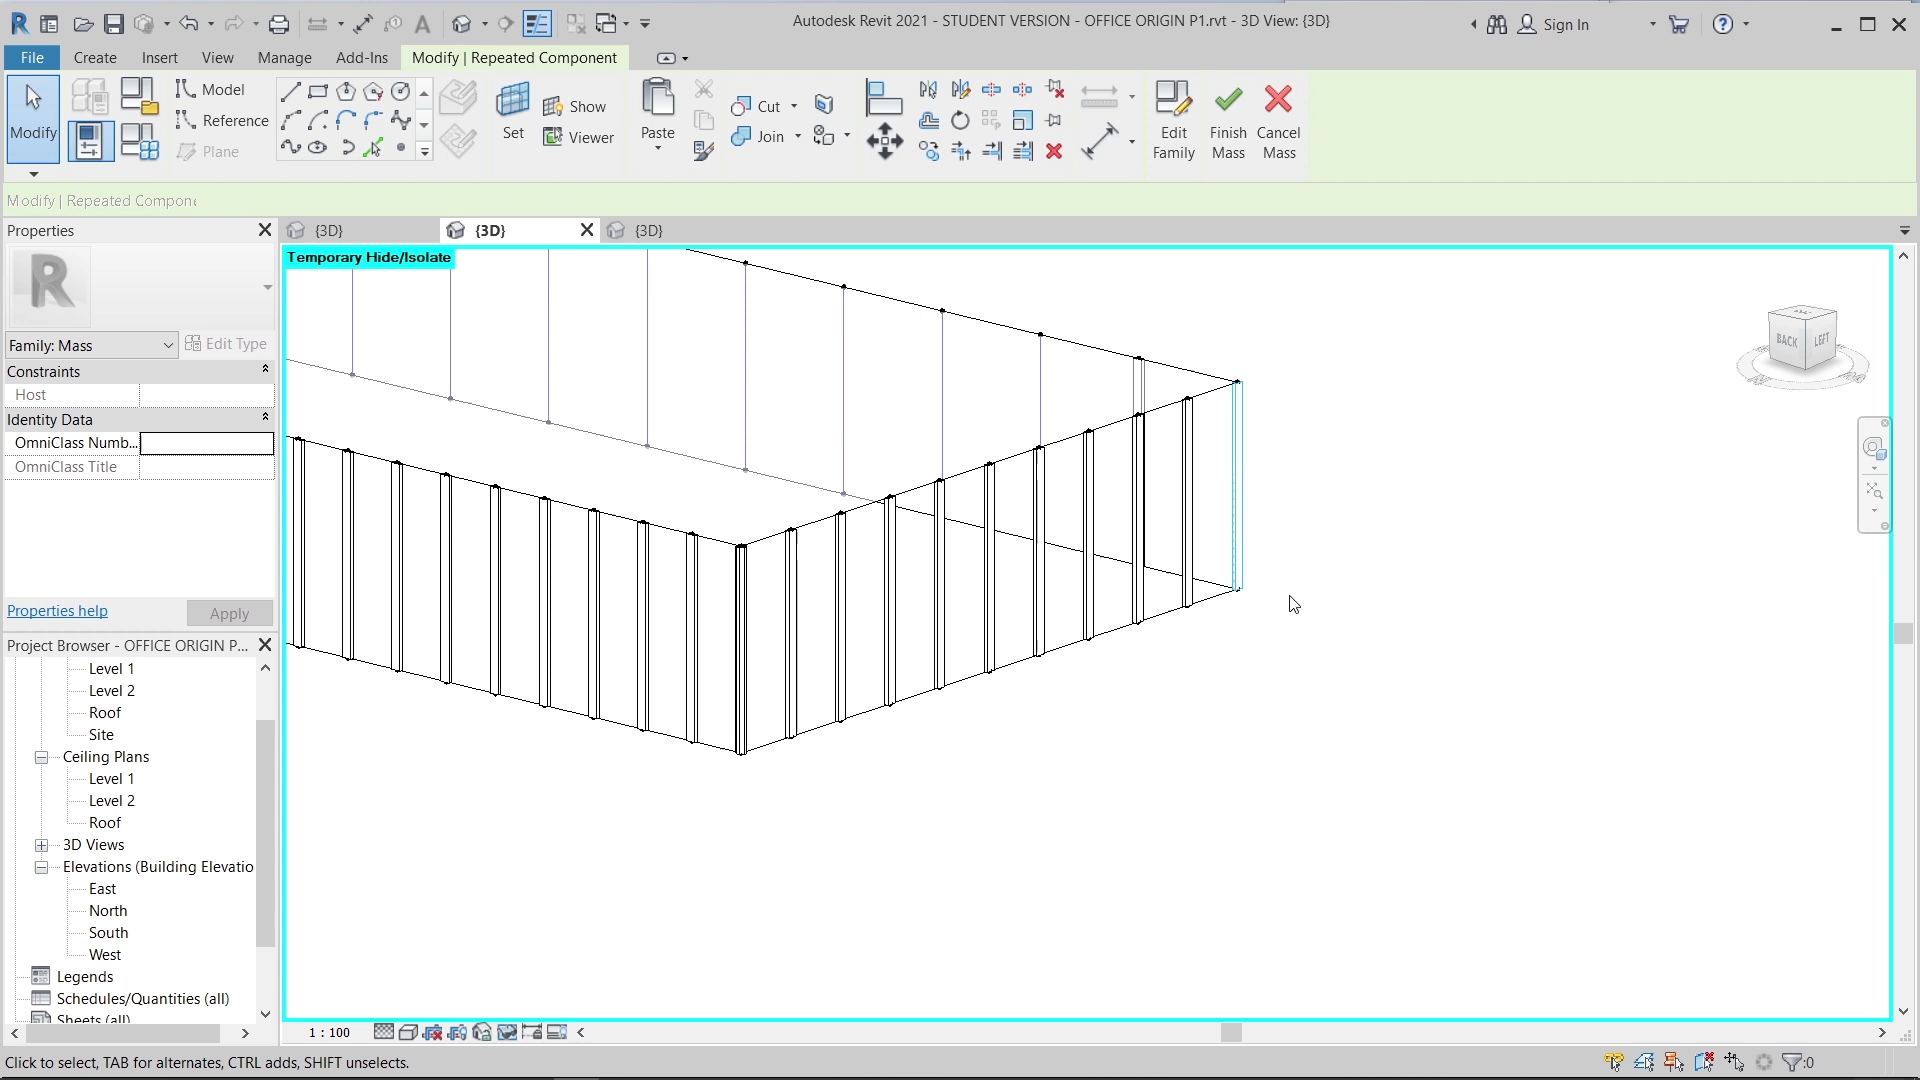 Autodesk Revit 2021 - STUDENT VERSION - OFFICE ORIGIN P1.rvt - 3D View: {3D}
Sign In
File
Create
Insert
View
Manage
Add-Ins
Modify | Repeated Component
Modify
Model
Reference
Plane
Set
Show
Viewer
Paste
Cut
Join
Edit Family
Finish Mass
Cancel Mass
Modify | Repeated Compone
Properties
{3D}
{3D}
{3D}
Temporary Hide/Isolate
R
Family: Mass
Edit Type
Constraints
Host
Identity Data
OmniClass Numb...
OmniClass Title
Properties help
Apply
BACK
LEFT
Project Browser - OFFICE ORIGIN P...
Level 1
Level 2
Roof
Site
Ceiling Plans
Level 1
Level 2
Roof
3D Views
Elevations (Building Elevatio
East
North
South
West
Legends
Schedules/Quantities (all)
Sheets (all)
1 : 100
Click to select, TAB for alternates, CTRL adds, SHIFT unselects.
:0